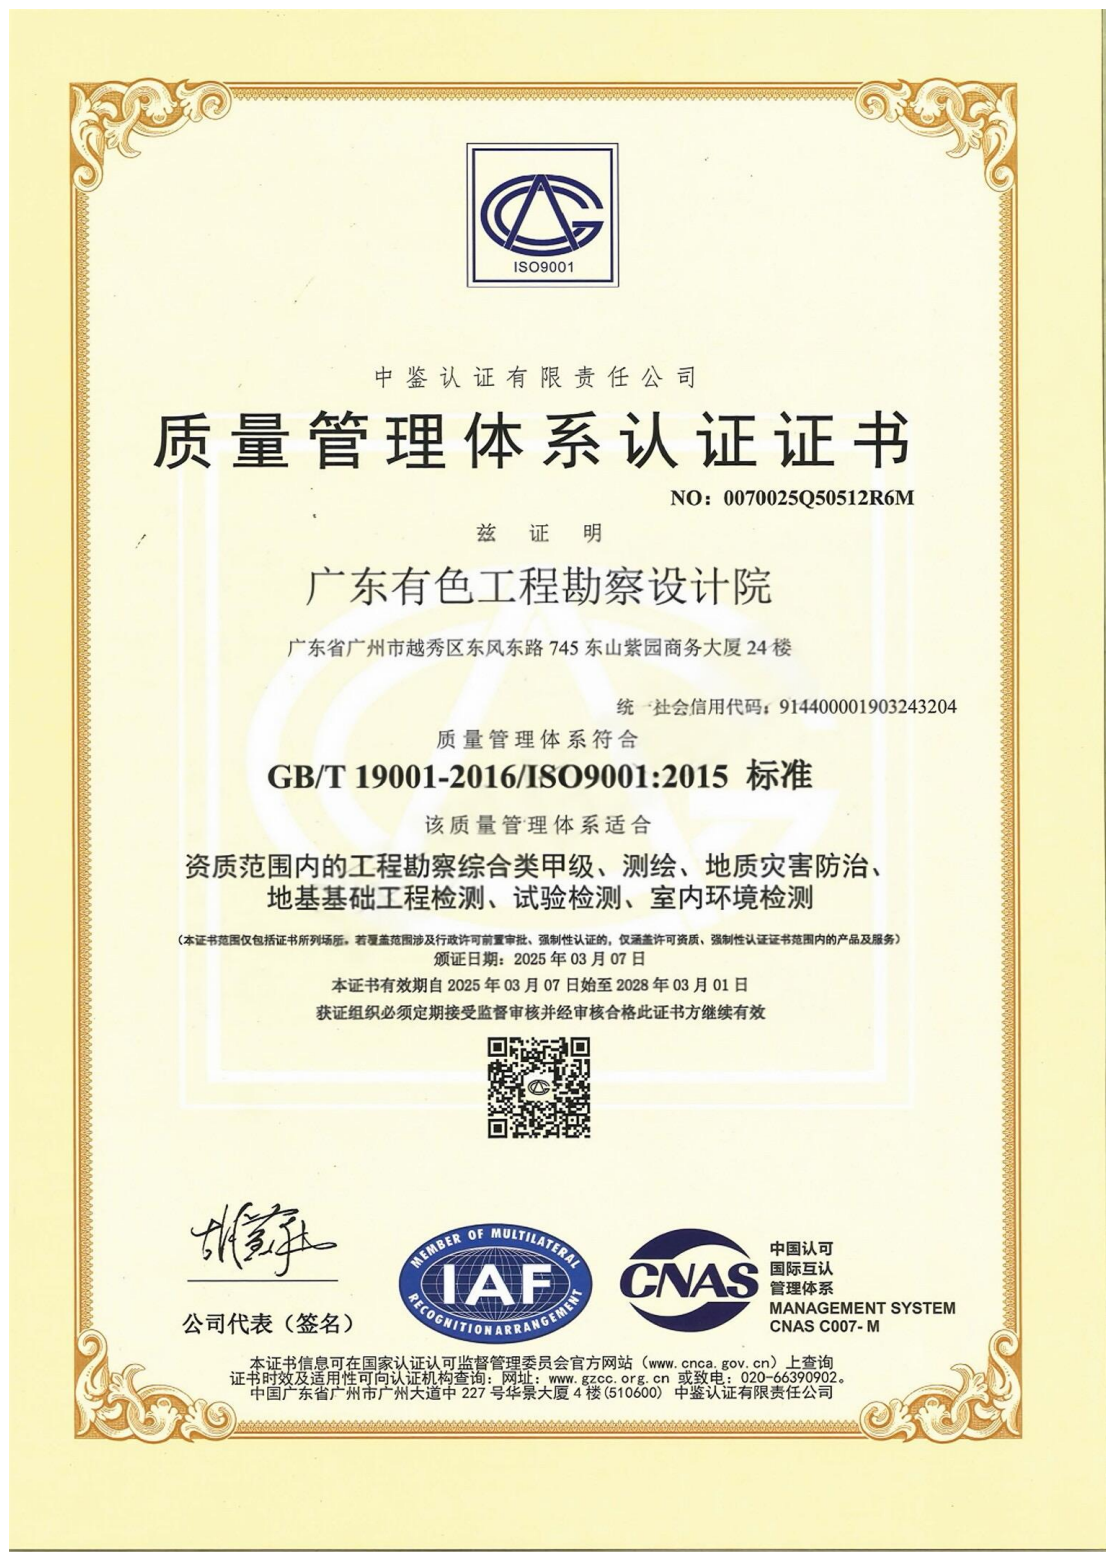 ISO9001
中鉴认证有限责任公司
质量管理体系认证证书
NO：0070025Q50512R6M
兹 证 明
广东有色工程勘察设计院
广东省广州市越秀区东风东路 745 东山紫园商务大厦 24 楼
统一社会信用代码：914400001903243204
质量管理体系符合
GB/T 19001-2016/ISO9001:2015 标准
该质量管理体系适合
资质范围内的工程勘察综合类甲级、测绘、地质灾害防治、
地基基础工程检测、试验检测、室内环境检测
（本证书范围仅包括证书所列场所。若覆盖范围涉及行政许可前置审批、强制性认证的，仅涵盖许可资质、强制性认证证书范围内的产品及服务）
颁证日期：2025 年 03 月 07 日
本证书有效期自 2025 年 03 月 07 日始至 2028 年 03 月 01 日
获证组织必须定期接受监督审核并经审核合格此证书方继续有效
公司代表（签名）
MEMBER OF MULTILATERAL
IAF
RECOGNITION ARRANGEMENT
CNAS
中国认可
国际互认
管理体系
MANAGEMENT SYSTEM
CNAS C007-M
本证书信息可在国家认证认可监督管理委员会官方网站（www.cnca.gov.cn）上查询
证书时效及适用性可向认证机构查询：网址：www.gzcc.org.cn 或致电：020-66390902。
中国广东省广州市广州大道中 227 号华景大厦 4 楼(510600) 中鉴认证有限责任公司